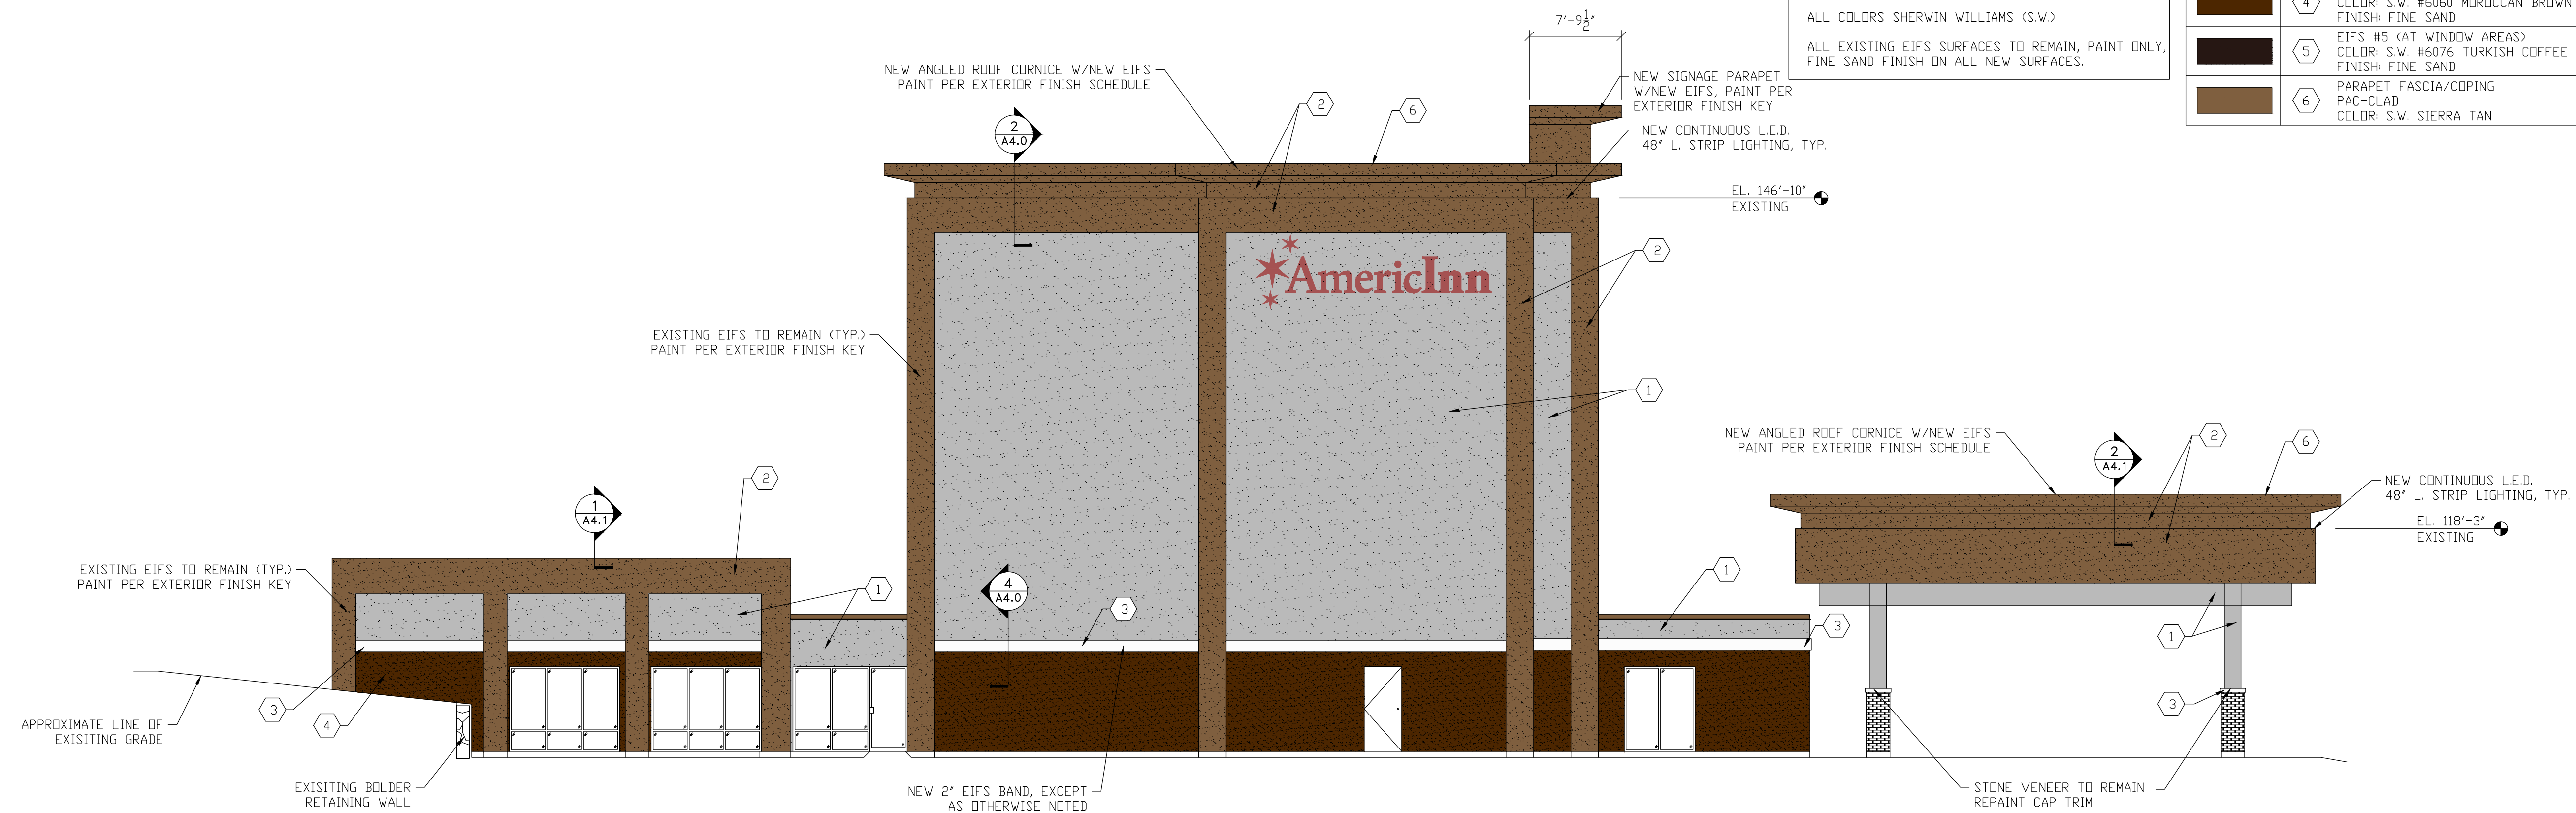 7'-9 1/2"
ALL COLORS SHERWIN WILLIAMS (S.W.)
ALL EXISTING EIFS SURFACES TO REMAIN, PAINT ONLY,
FINE SAND FINISH ON ALL NEW SURFACES.
4
COLOR: S.W. #6060 MOROCCAN BROWN
FINISH: FINE SAND
5
EIFS #5 (AT WINDOW AREAS)
COLOR: S.W. #6076 TURKISH COFFEE
FINISH: FINE SAND
6
PARAPET FASCIA/COPING
PAC-CLAD
COLOR: S.W. SIERRA TAN
NEW ANGLED ROOF CORNICE W/NEW EIFS
PAINT PER EXTERIOR FINISH SCHEDULE
2
A4.0
2
6
NEW SIGNAGE PARAPET
W/NEW EIFS, PAINT PER
EXTERIOR FINISH KEY
NEW CONTINUOUS L.E.D.
48" L. STRIP LIGHTING, TYP.
EL. 146'-10"
EXISTING
2
AmericInn
EXISTING EIFS TO REMAIN (TYP.)
PAINT PER EXTERIOR FINISH KEY
1
NEW ANGLED ROOF CORNICE W/NEW EIFS
PAINT PER EXTERIOR FINISH SCHEDULE
2
A4.1
2
6
NEW CONTINUOUS L.E.D.
48" L. STRIP LIGHTING, TYP.
EL. 118'-3"
EXISTING
2
1
A4.1
EXISTING EIFS TO REMAIN (TYP.)
PAINT PER EXTERIOR FINISH KEY
1
4
A4.0
3
1
3
1
3
3
4
APPROXIMATE LINE OF
EXISITING GRADE
EXISITING BOLDER
RETAINING WALL
NEW 2" EIFS BAND, EXCEPT
AS OTHERWISE NOTED
STONE VENEER TO REMAIN
REPAINT CAP TRIM